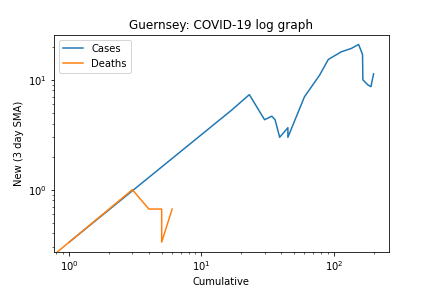 Guernsey: COVID-19 log graph
Cases
Deaths
New (3 day SMA)
10¹
10⁰
10⁰
10¹
10²
Cumulative